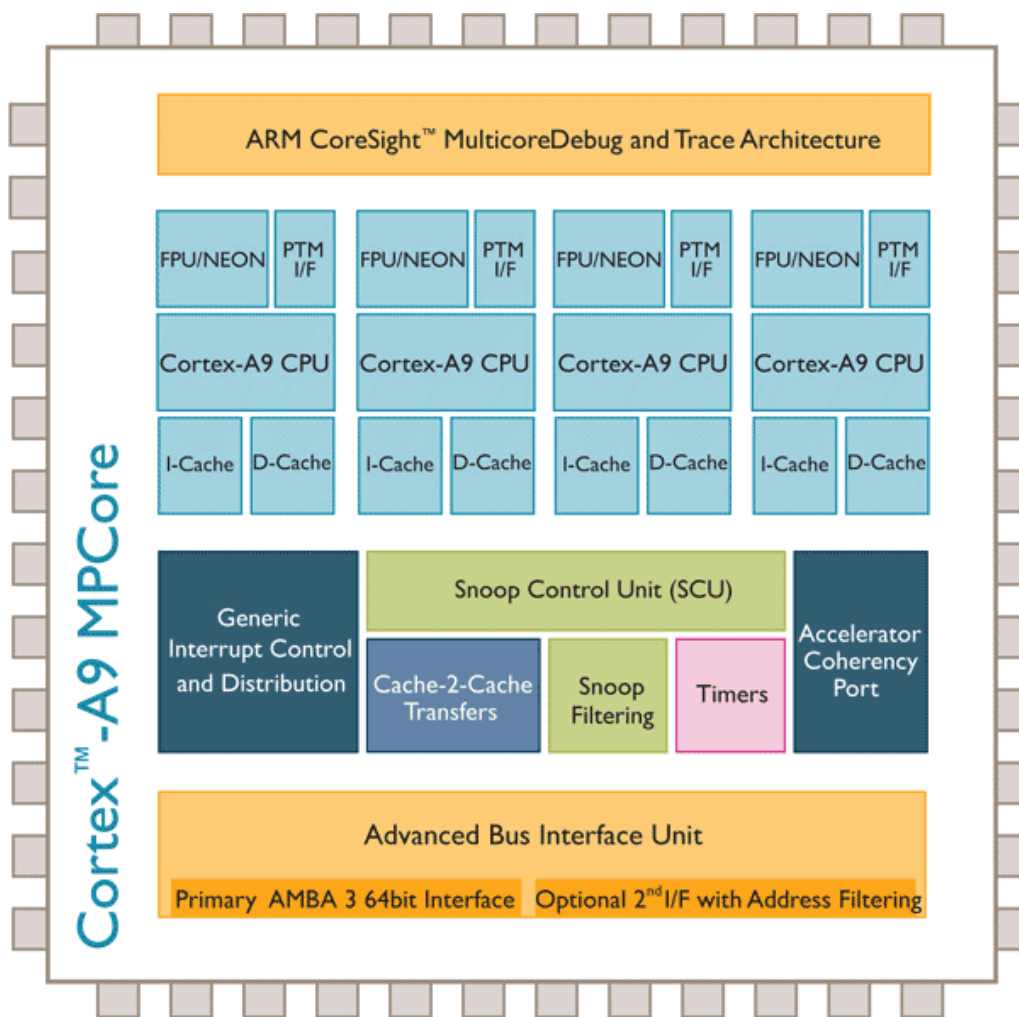 ARM CoreSight™ MulticoreDebug and Trace Architecture
FPU/NEON
PTM
I/F
FPU/NEON
PTM
I/F
FPU/NEON
PTM
I/F
FPU/NEON
PTM
I/F
Cortex-A9 CPU
Cortex-A9 CPU
Cortex-A9 CPU
Cortex-A9 CPU
I-Cache
D-Cache
I-Cache
D-Cache
I-Cache
D-Cache
I-Cache
D-Cache
Generic
Interrupt Control
and Distribution
Snoop Control Unit (SCU)
Cache-2-Cache
Transfers
Snoop
Filtering
Timers
Accelerator
Coherency
Port
Advanced Bus Interface Unit
Primary AMBA 3 64bit Interface
Optional 2nd I/F with Address Filtering
Cortex™-A9 MPCore